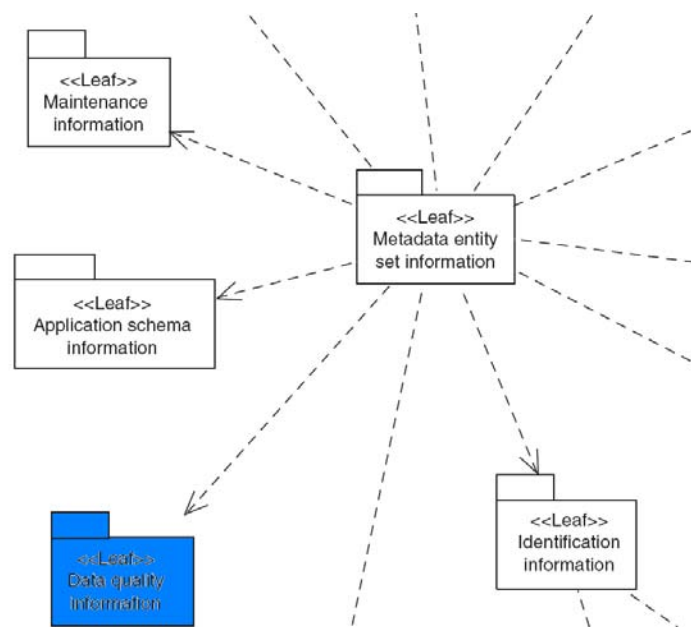 <<Leaf>>
Maintenance
information
<<Leaf>>
Metadata entity
set information
<<Leaf>>
Application schema
information
<<Leaf>>
Data quality
information
<<Leaf>>
Identification
information